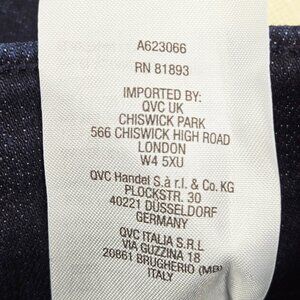 A623066
RN 81893
IMPORTED BY:
QVC UK
CHISWICK PARK
566 CHISWICK HIGH ROAD
LONDON
W4 5XU
QVC Handel S.à r.l. & Co. KG
PLOCKSTR. 30
40221 DÜSSELDORF
GERMANY
QVC ITALIA S.R.L
VIA GUZZINA 18
20861 BRUGHERIO (MB)
ITALY